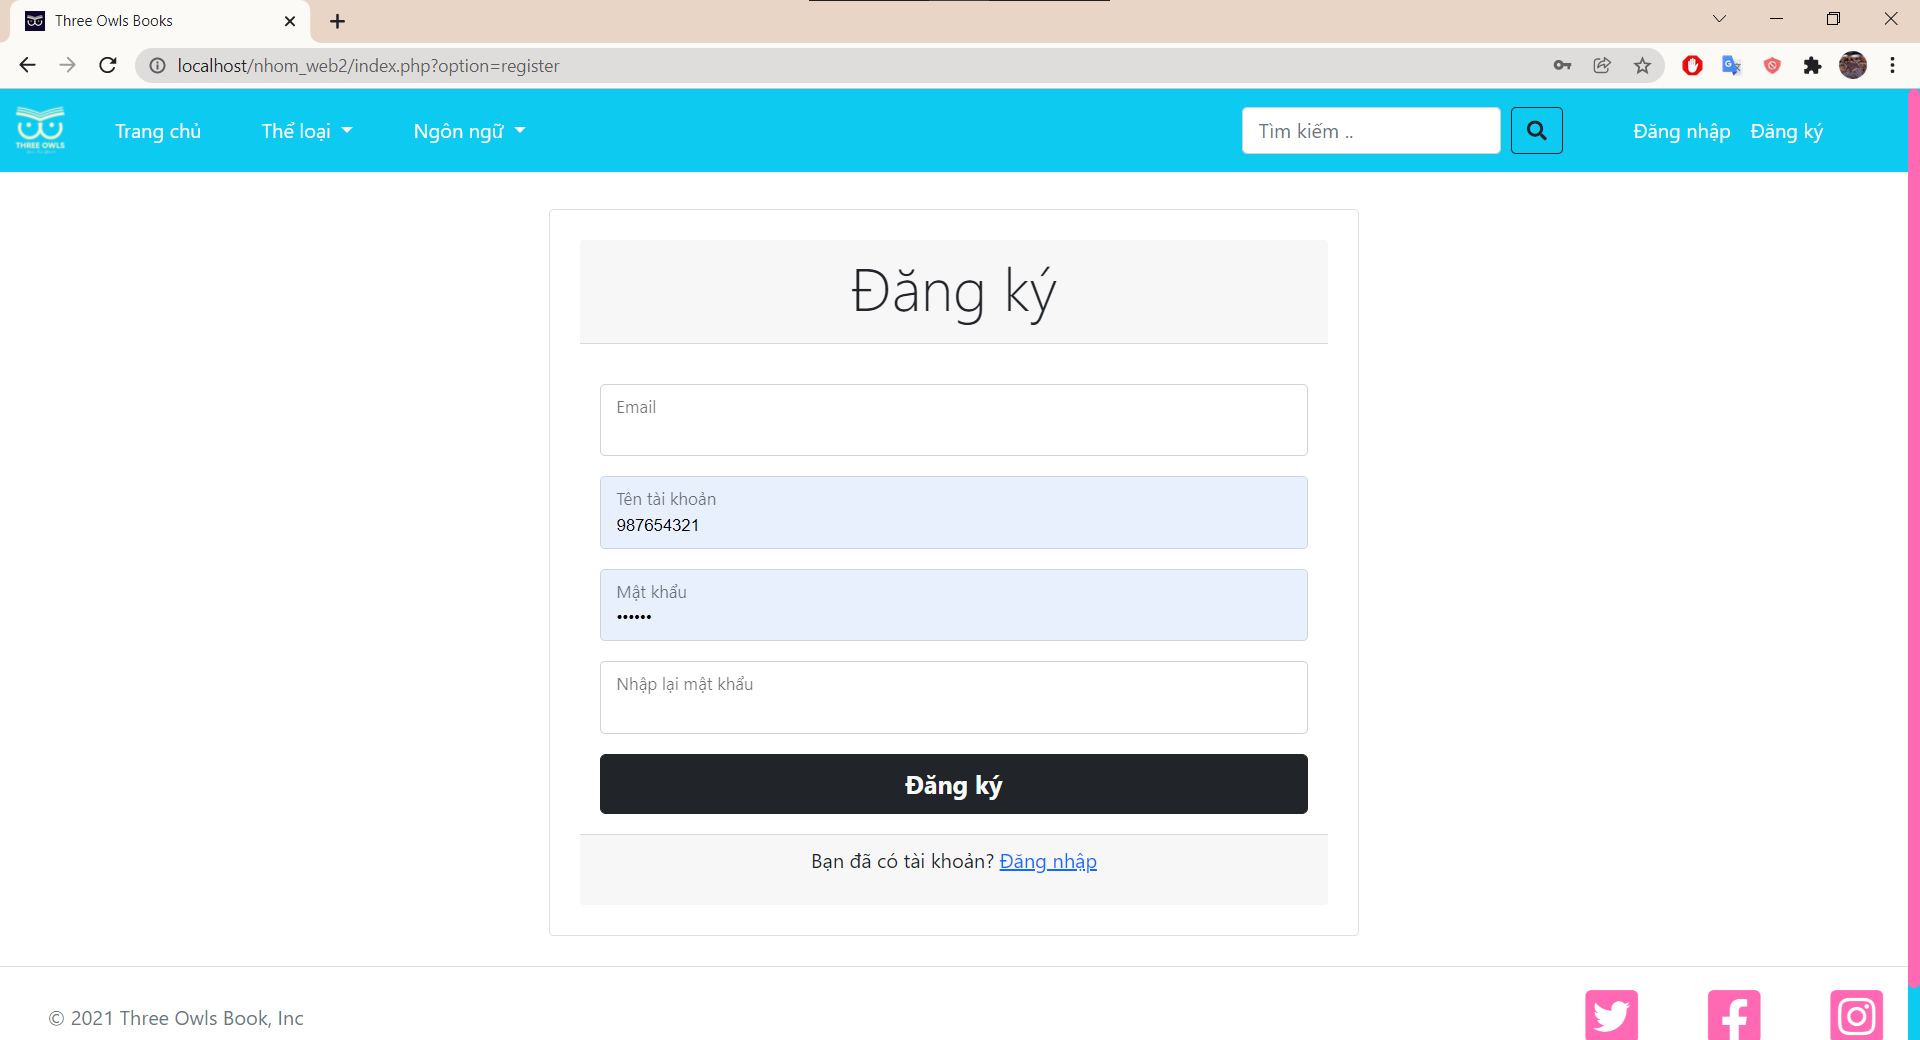 Three Owls Books
localhost/nhom_web2/index.php?option=register
THREE OWLS
Trang chủ
Thể loại
Ngôn ngữ
Tìm kiếm ..
Đăng nhập
Đăng ký
Đăng ký
Email
Tên tài khoản
987654321
Mật khẩu
••••••
Nhập lại mật khẩu
Đăng ký
Bạn đã có tài khoản? Đăng nhập
© 2021 Three Owls Book, Inc